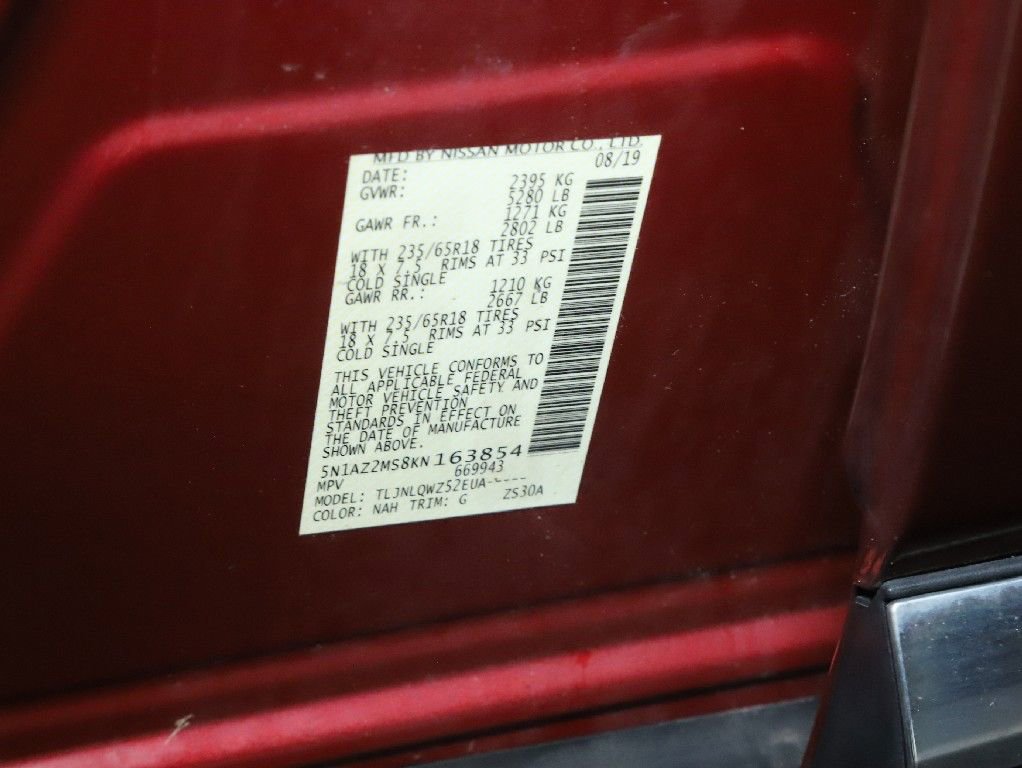 MFD BY NISSAN MOTOR CO., LTD.
DATE: 08/19
GVWR: 2395 KG
5280 LB
GAWR FR.: 1271 KG
2802 LB
WITH 235/65R18 TIRES
18 X 7.5 RIMS AT 33 PSI
COLD SINGLE
GAWR RR.: 1210 KG
2667 LB
WITH 235/65R18 TIRES
18 X 7.5 RIMS AT 33 PSI
COLD SINGLE
THIS VEHICLE CONFORMS TO
ALL APPLICABLE FEDERAL
MOTOR VEHICLE SAFETY AND
THEFT PREVENTION
STANDARDS IN EFFECT ON
THE DATE OF MANUFACTURE
SHOWN ABOVE.
5N1AZ2MS8KN163854
MPV 669943
MODEL: TLJNLQWZ52EUA-----
COLOR: NAH TRIM: G ZS30A